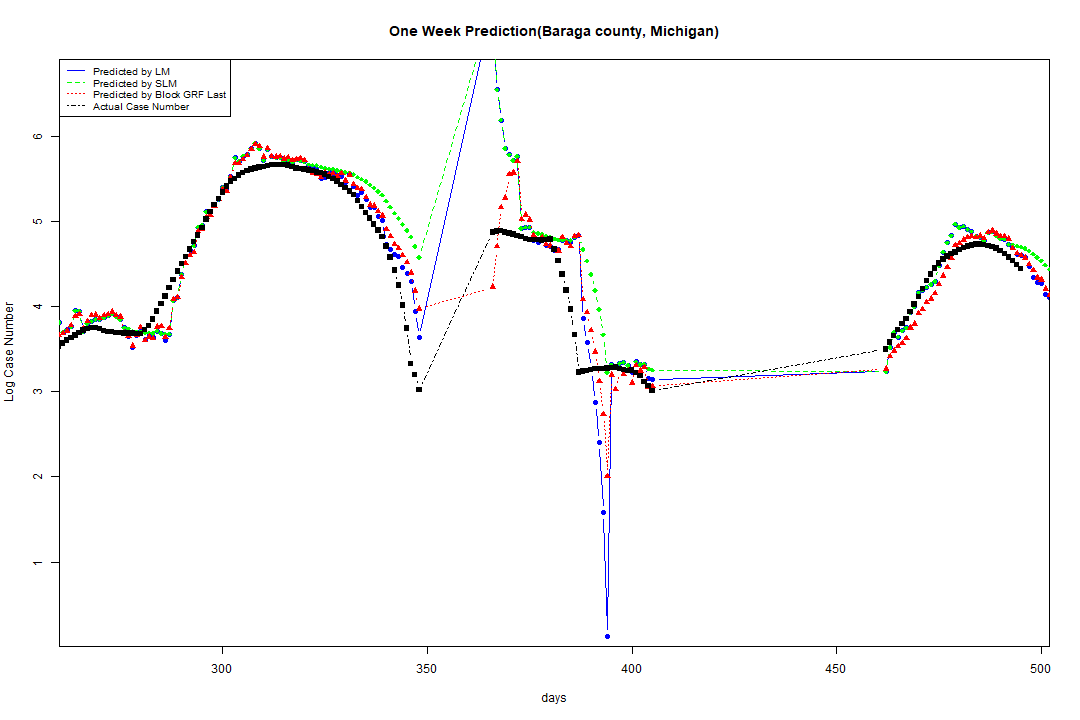 One Week Prediction(Baraga county, Michigan)
Predicted by LM
Predicted by SLM
Predicted by Block GRF Last
Actual Case Number
6
5
4
3
2
1
Log Case Number
300 350 400 450 500
days